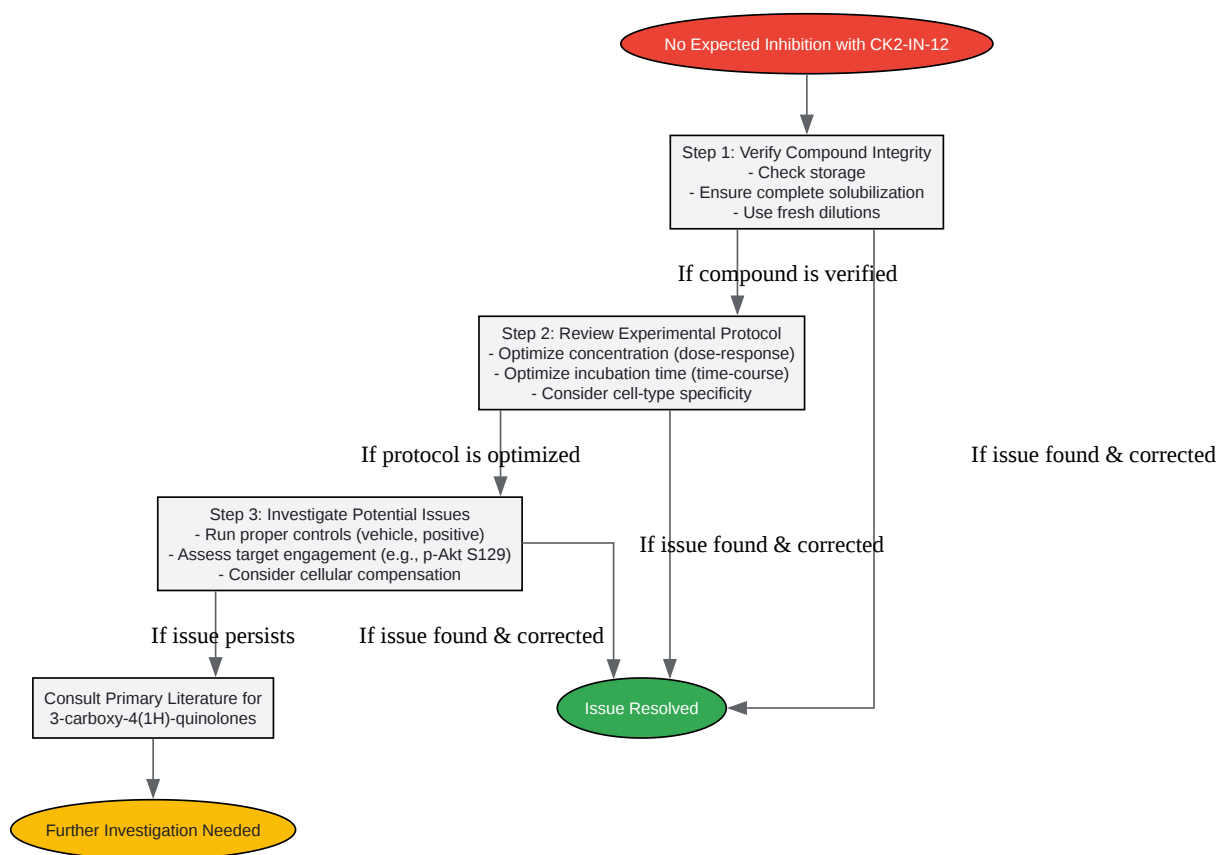 No Expected Inhibition with CK2-IN-12
Step 1: Verify Compound Integrity
- Check storage
- Ensure complete solubilization
- Use fresh dilutions
If compound is verified
Step 2: Review Experimental Protocol
- Optimize concentration (dose-response)
- Optimize incubation time (time-course)
- Consider cell-type specificity
If protocol is optimized
If issue found & corrected
Step 3: Investigate Potential Issues
- Run proper controls (vehicle, positive)
- Assess target engagement (e.g., p-Akt S129)
- Consider cellular compensation
If issue found & corrected
If issue persists
If issue found & corrected
Consult Primary Literature for
3-carboxy-4(1H)-quinolones
Issue Resolved
Further Investigation Needed